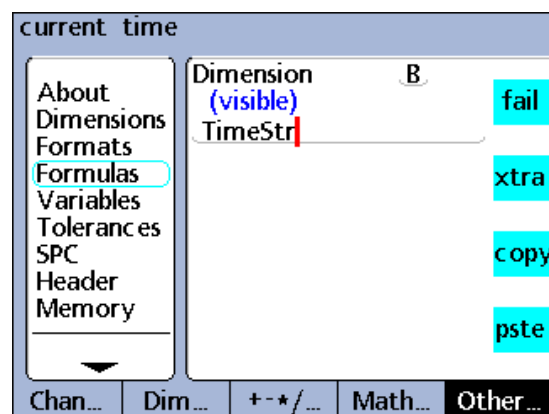 current time
About
Dimensions
Formats
Formulas
Variables
Tolerances
SPC
Header
Memory
Dimension B
(visible)
TimeStr
fail
xtra
copy
pste
Chan... Dim... +-*/... Math... Other...